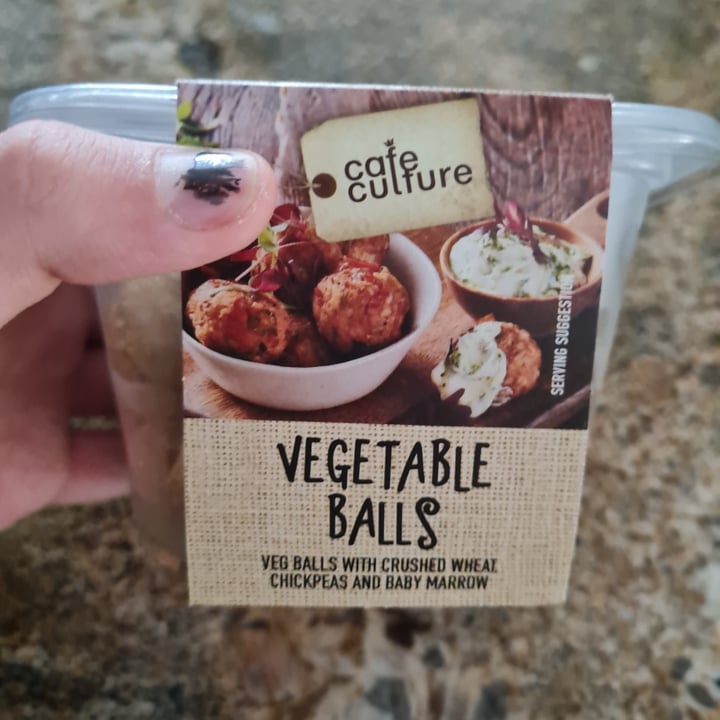 cafe
culture
SERVING SUGGESTION
VEGETABLE
BALLS
VEG BALLS WITH CRUSHED WHEAT,
CHICKPEAS AND BABY MARROW